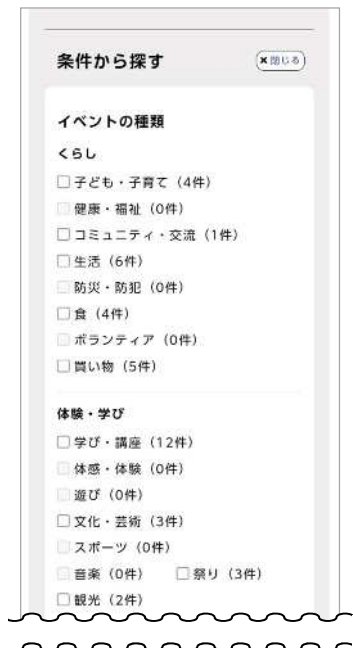 条件から探す ×閉じる
イベントの種類
くらし
子ども・子育て（4件）
健康・福祉（0件）
コミュニティ・交流（1件）
生活（6件）
防災・防犯（0件）
食（4件）
ボランティア（0件）
買い物（5件）
体験・学び
学び・講座（12件）
体感・体験（0件）
遊び（0件）
文化・芸術（3件）
スポーツ（0件）
音楽（0件） 祭り（3件）
観光（2件）